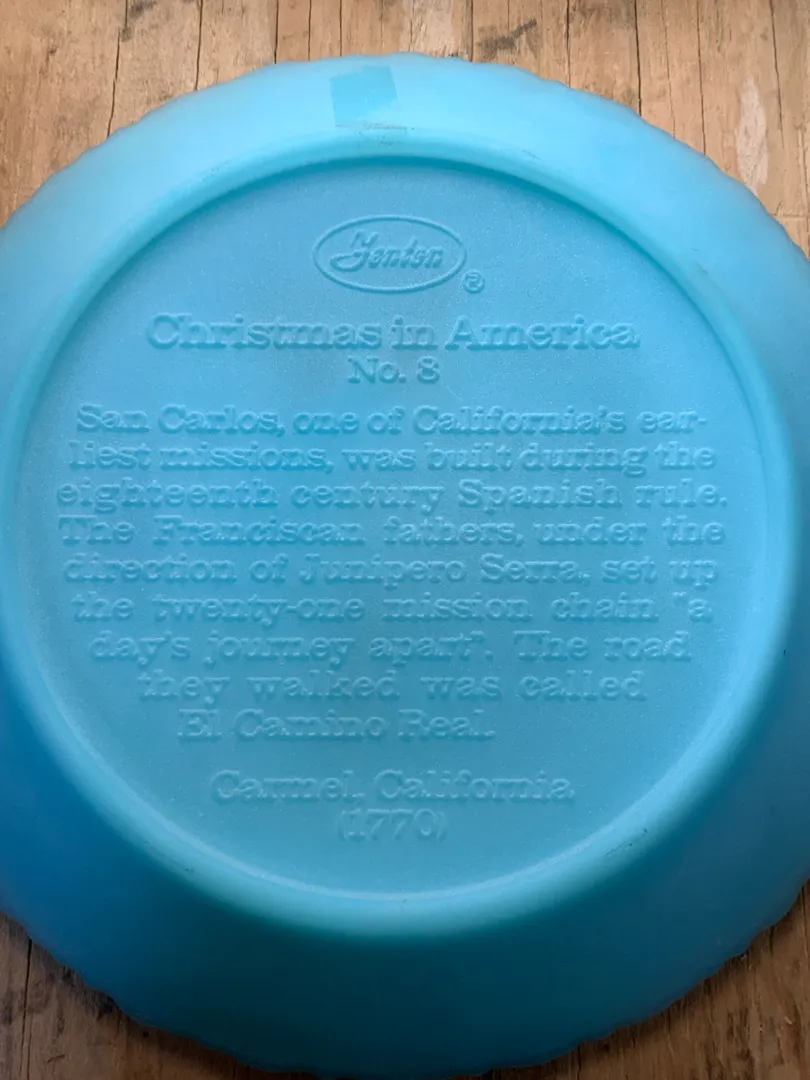 Fenton
®
Christmas in America
No. 8
San Carlos, one of California's ear-
liest missions, was built during the
eighteenth century Spanish rule.
The Franciscan fathers, under the
direction of Junipero Serra, set up
the twenty-one mission chain "a
day's journey apart". The road
they walked was called
El Camino Real.
Carmel, California
(1770)